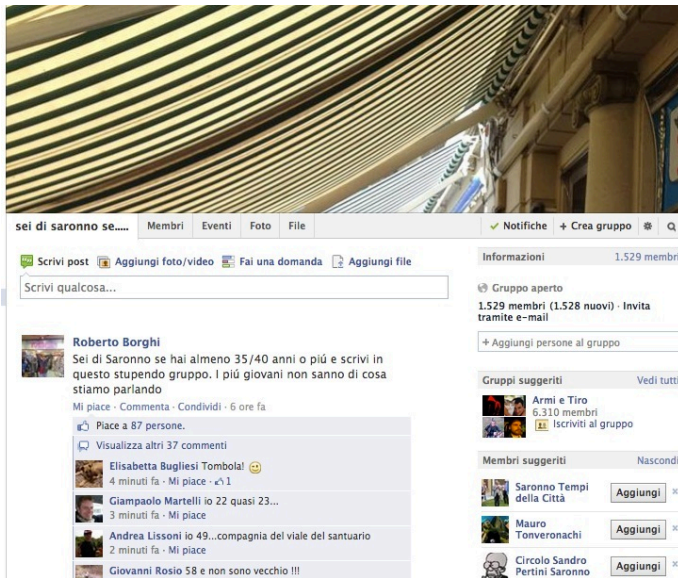 sei di saronno se.....
Membri
Eventi
Foto
File
Notifiche
+ Crea gruppo
Scrivi post
Aggiungi foto/video
Fai una domanda
Aggiungi file
Scrivi qualcosa...
Roberto Borghi
Sei di Saronno se hai almeno 35/40 anni o piú e scrivi in
questo stupendo gruppo. I piú giovani non sanno di cosa
stiamo parlando
Mi piace · Commenta · Condividi · 6 ore fa
Piace a 87 persone.
Visualizza altri 37 commenti
Elisabetta Bugliesi Tombola!
4 minuti fa · Mi piace · 1
Giampaolo Martelli io 22 quasi 23...
3 minuti fa · Mi piace
Andrea Lissoni io 49...compagnia del viale del santuario
2 minuti fa · Mi piace
Giovanni Rosio 58 e non sono vecchio !!!
Informazioni
1.529 membri
Gruppo aperto
1.529 membri (1.528 nuovi) · Invita
tramite e-mail
+ Aggiungi persone al gruppo
Gruppi suggeriti
Vedi tutti
Armi e Tiro
6.310 membri
Iscriviti al gruppo
Membri suggeriti
Nascondi
Saronno Tempi
della Città
Aggiungi
Mauro
Tonveronachi
Aggiungi
Circolo Sandro
Pertini Saronno
Aggiungi